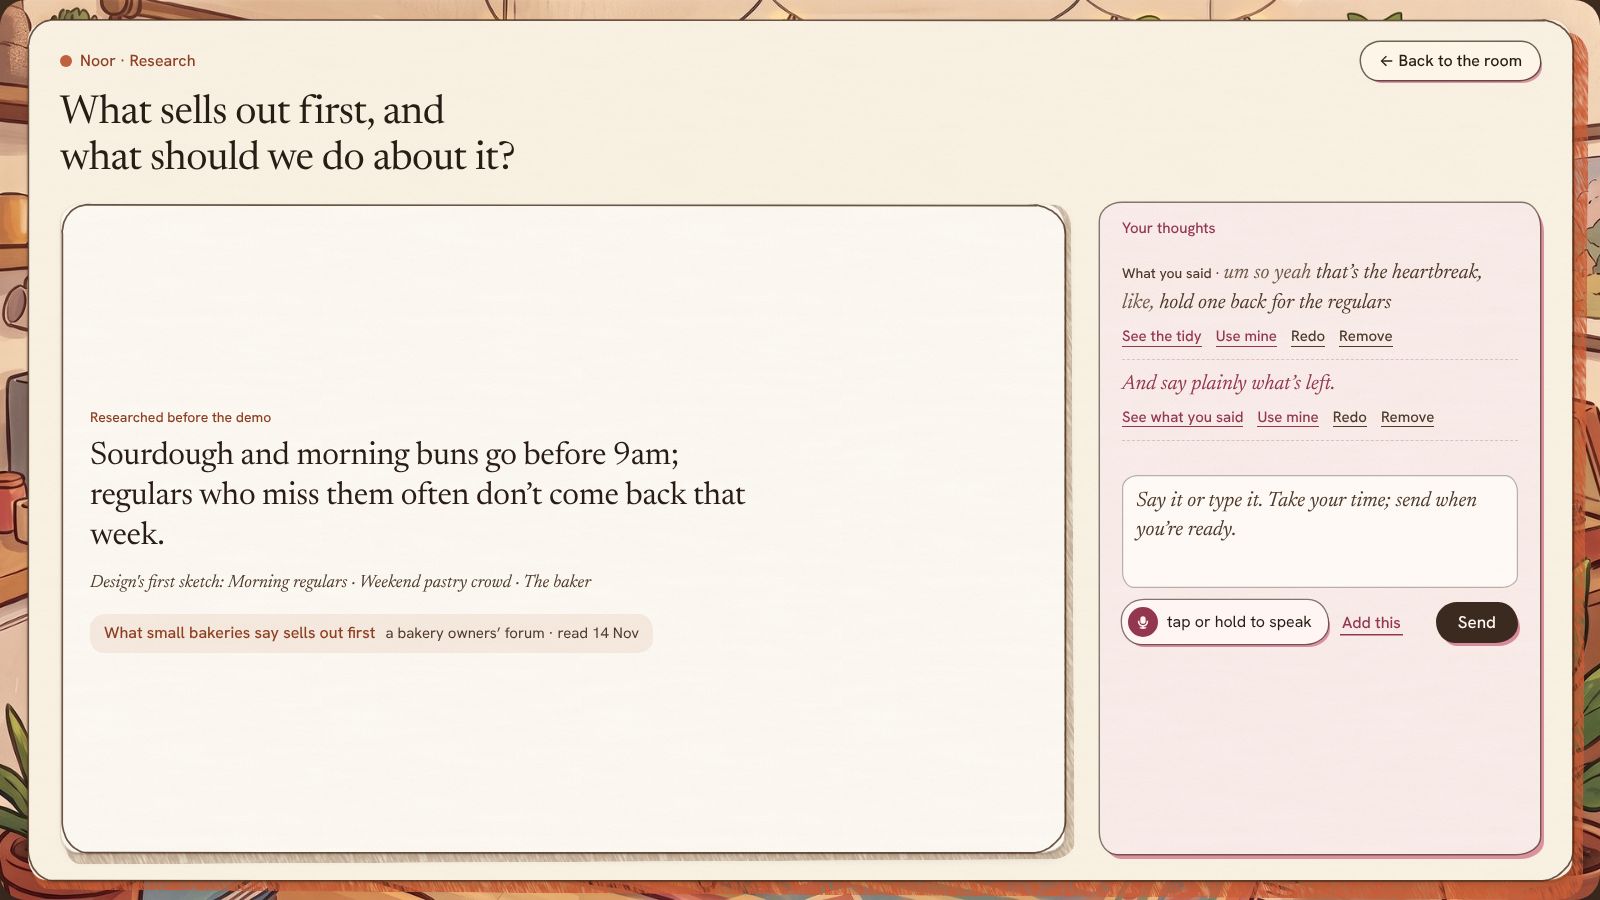 Noor · Research
← Back to the room
What sells out first, and
what should we do about it?
Researched before the demo
Sourdough and morning buns go before 9am;
regulars who miss them often don’t come back that
week.
Design's first sketch: Morning regulars · Weekend pastry crowd · The baker
What small bakeries say sells out first a bakery owners’ forum · read 14 Nov
Your thoughts
What you said · um so yeah that’s the heartbreak,
like, hold one back for the regulars
See the tidy Use mine Redo Remove
And say plainly what’s left.
See what you said Use mine Redo Remove
Say it or type it. Take your time; send when
you’re ready.
tap or hold to speak Add this Send